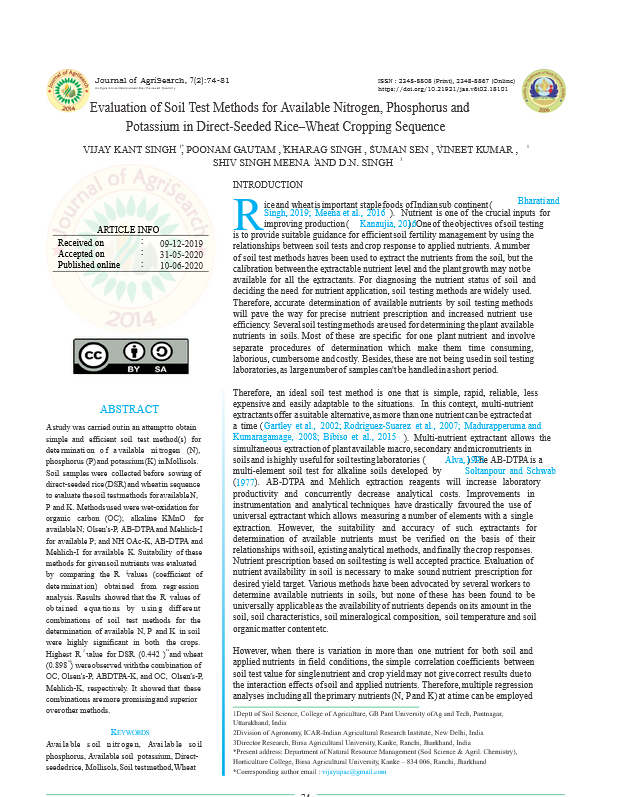 Journal of AgriSearch, 7(2):74-81
ISSN : 2348-8808 (Print), 2348-8867 (Online)
https://doi.org/10.21921/jas.v6i02.18101
Evaluation of Soil Test Methods for Available Nitrogen, Phosphorus and
Potassium in Direct-Seeded Rice–Wheat Cropping Sequence
VIJAY KANT SINGH , POONAM GAUTAM , KHARAG SINGH , SUMAN SEN , VINEET KUMAR ,
SHIV SINGH MEENA AND D.N. SINGH
2014
ARTICLE INFO
Received on : 09-12-2019
Accepted on : 31-05-2020
Published online : 10-06-2020
Journal of AgriSearch
2014
cc BY SA
ABSTRACT
A study was carried out in an attempt to obtain
simple and efficient soil test method(s) for
determination of available nitrogen (N),
phosphorus (P) and potassium (K) in Mollisols.
Soil samples were collected before sowing of
direct-seeded rice (DSR) and wheat in sequence
to evaluate the soil test methods for available N,
P and K. Methods used were wet-oxidation for
organic carbon (OC); alkaline KMnO for
available N; Olsen's-P, AB-DTPA and Mehlich-I
for available P; and NH OAc-K, AB-DTPA and
Mehlich-I for available K. Suitability of these
methods for given soil nutrients was evaluated
by comparing the R values (coefficient of
determination) obtained from regression
analysis. Results showed that the R values of
obtained equations by using different
combinations of soil test methods for the
determination of available N, P and K in soil
were highly significant in both the crops.
Highest R value for DSR (0.442 ) and wheat
(0.898 ) were observed with the combination of
OC, Olsen's-P, ABDTPA-K, and OC, Olsen's-P,
Mehlich-K, respectively. It showed that these
combinations are more promising and superior
over other methods.
KEYWORDS
Available soil nitrogen, Available soil
phosphorus, Available soil potassium, Direct-
seeded rice, Mollisols, Soil test method, Wheat
INTRODUCTION
Rice and wheat is important staple foods of Indian sub continent ( Bharati and
Singh, 2019; Meena et al., 2016 ). Nutrient is one of the crucial inputs for
improving production ( Kanaujia, 2016). One of the objectives of soil testing
is to provide suitable guidance for efficient soil fertility management by using the
relationships between soil tests and crop response to applied nutrients. A number
of soil test methods haves been used to extract the nutrients from the soil, but the
calibration between the extractable nutrient level and the plant growth may not be
available for all the extractants. For diagnosing the nutrient status of soil and
deciding the need for nutrient application, soil testing methods are widely used.
Therefore, accurate determination of available nutrients by soil testing methods
will pave the way for precise nutrient prescription and increased nutrient use
efficiency. Several soil testing methods are used for determining the plant available
nutrients in soils. Most of these are specific for one plant nutrient and involve
separate procedures of determination which make them time consuming,
laborious, cumbersome and costly. Besides, these are not being used in soil testing
laboratories, as large number of samples can't be handled in a short period.
Therefore, an ideal soil test method is one that is simple, rapid, reliable, less
expensive and easily adaptable to the situations. In this context, multi-nutrient
extractants offer a suitable alternative, as more than one nutrient can be extracted at
a time ( Gartley et al., 2002; Rodriguez-Suarez et al., 2007; Madurapperuma and
Kumaragamage, 2008; Bibiso et al., 2015 ). Multi-nutrient extractant allows the
simultaneous extraction of plant available macro, secondary and micronutrients in
soils and is highly useful for soil testing laboratories ( Alva, 1993). The AB-DTPA is a
multi-element soil test for alkaline soils developed by Soltanpour and Schwab
(1977). AB-DTPA and Mehlich extraction reagents will increase laboratory
productivity and concurrently decrease analytical costs. Improvements in
instrumentation and analytical techniques have drastically favoured the use of
universal extractant which allows measuring a number of elements with a single
extraction. However, the suitability and accuracy of such extractants for
determination of available nutrients must be verified on the basis of their
relationships with soil, existing analytical methods, and finally the crop responses.
Nutrient prescription based on soil testing is well accepted practice. Evaluation of
nutrient availability in soil is necessary to make sound nutrient prescription for
desired yield target. Various methods have been advocated by several workers to
determine available nutrients in soils, but none of these has been found to be
universally applicable as the availability of nutrients depends on its amount in the
soil, soil characteristics, soil mineralogical composition, soil temperature and soil
organic matter content etc.
However, when there is variation in more than one nutrient for both soil and
applied nutrients in field conditions, the simple correlation coefficients between
soil test value for single nutrient and crop yield may not give correct results due to
the interaction effects of soil and applied nutrients. Therefore, multiple regression
analyses including all the primary nutrients (N, P and K) at a time can be employed
1Deptt of Soil Science, College of Agriculture, GB Pant University of Ag and Tech, Pantnagar,
Uttarakhand, India
2Division of Agronomy, ICAR-Indian Agricultural Research Institute, New Delhi, India
3Director Research, Birsa Agricultural University, Kanke, Ranchi, Jharkhand, India
*Present address: Department of Natural Resource Management (Soil Science & Agril. Chemistry),
Horticulture College, Birsa Agricultural University, Kanke – 834 006, Ranchi, Jharkhand
*Corresponding author email : vijayupac@gmail.com